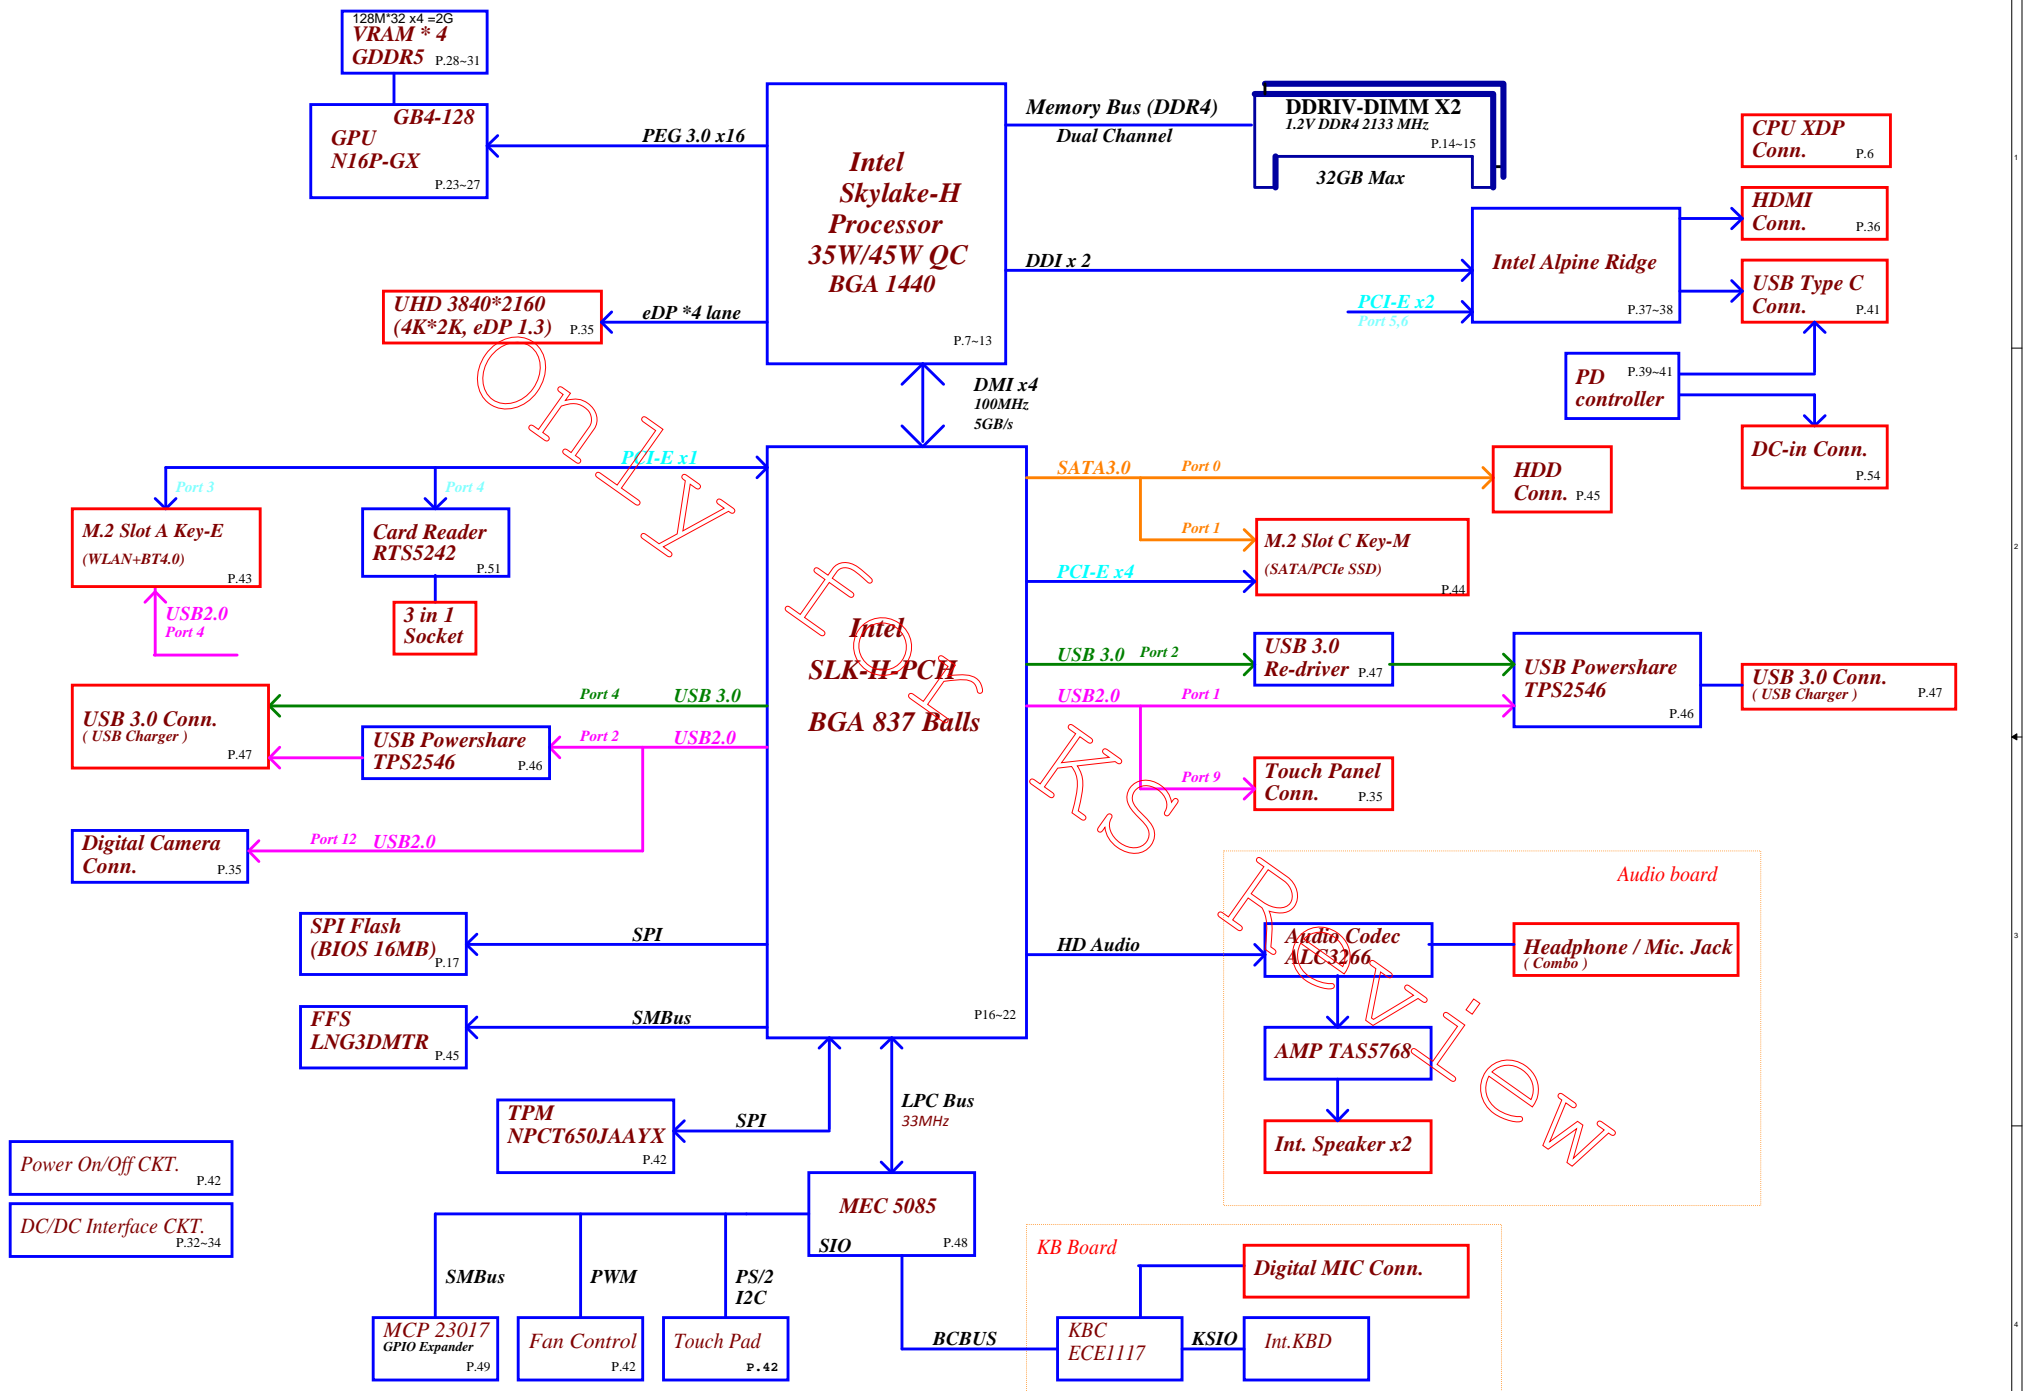 128M*32 x4 =2G
VRAM * 4
GDDR5 P.28~31
GB4-128
GPU
N16P-GX
P.23~27
PEG 3.0 x16
Intel
Skylake-H
Processor
35W/45W QC
BGA 1440
P.7~13
Memory Bus (DDR4)
Dual Channel
DDRIV-DIMM X2
1.2V DDR4 2133 MHz
P.14~15
32GB Max
CPU XDP
Conn. P.6
HDMI
Conn. P.36
DDI x 2
Intel Alpine Ridge
P.37~38
PCI-E x2
Port 5,6
USB Type C
Conn. P.41
UHD 3840*2160
(4K*2K, eDP 1.3) P.35
eDP *4 lane
PD P.39~41
controller
DC-in Conn.
P.54
DMI x4
100MHz
5GB/s
PCI-E x1
Port 3
Port 4
M.2 Slot A Key-E
(WLAN+BT4.0)
P.43
Card Reader
RTS5242
P.51
3 in 1
Socket
USB2.0
Port 4
Intel
SLK-H-PCH
BGA 837 Balls
P16~22
SATA3.0 Port 0
HDD
Conn. P.45
Port 1
M.2 Slot C Key-M
(SATA/PCIe SSD)
P.44
PCI-E x4
USB 3.0 Port 2
USB 3.0
Re-driver P.47
USB2.0 Port 1
USB Powershare
TPS2546
P.46
USB 3.0 Conn.
( USB Charger ) P.47
Port 9
Touch Panel
Conn. P.35
Port 4 USB 3.0
USB 3.0 Conn.
( USB Charger )
P.47
USB Powershare
TPS2546 P.46
Port 2 USB2.0
Digital Camera
Conn. P.35
Port 12 USB2.0
SPI Flash
(BIOS 16MB) P.17
SPI
FFS
LNG3DMTR P.45
SMBus
TPM
NPCT650JAAYX
P.42
SPI
LPC Bus
33MHz
HD Audio
Audio board
Audio Codec
ALC3266
Headphone / Mic. Jack
( Combo )
AMP TAS5768
Int. Speaker x2
Power On/Off CKT.
P.42
DC/DC Interface CKT.
P.32~34
MEC 5085
SIO P.48
SMBus
PWM
PS/2
I2C
MCP 23017
GPIO Expander
P.49
Fan Control
P.42
Touch Pad
P.42
BCBUS
KB Board
Digital MIC Conn.
KBC
ECE1117
KSIO
Int.KBD
Only
for
KS
Review
1
2
3
4